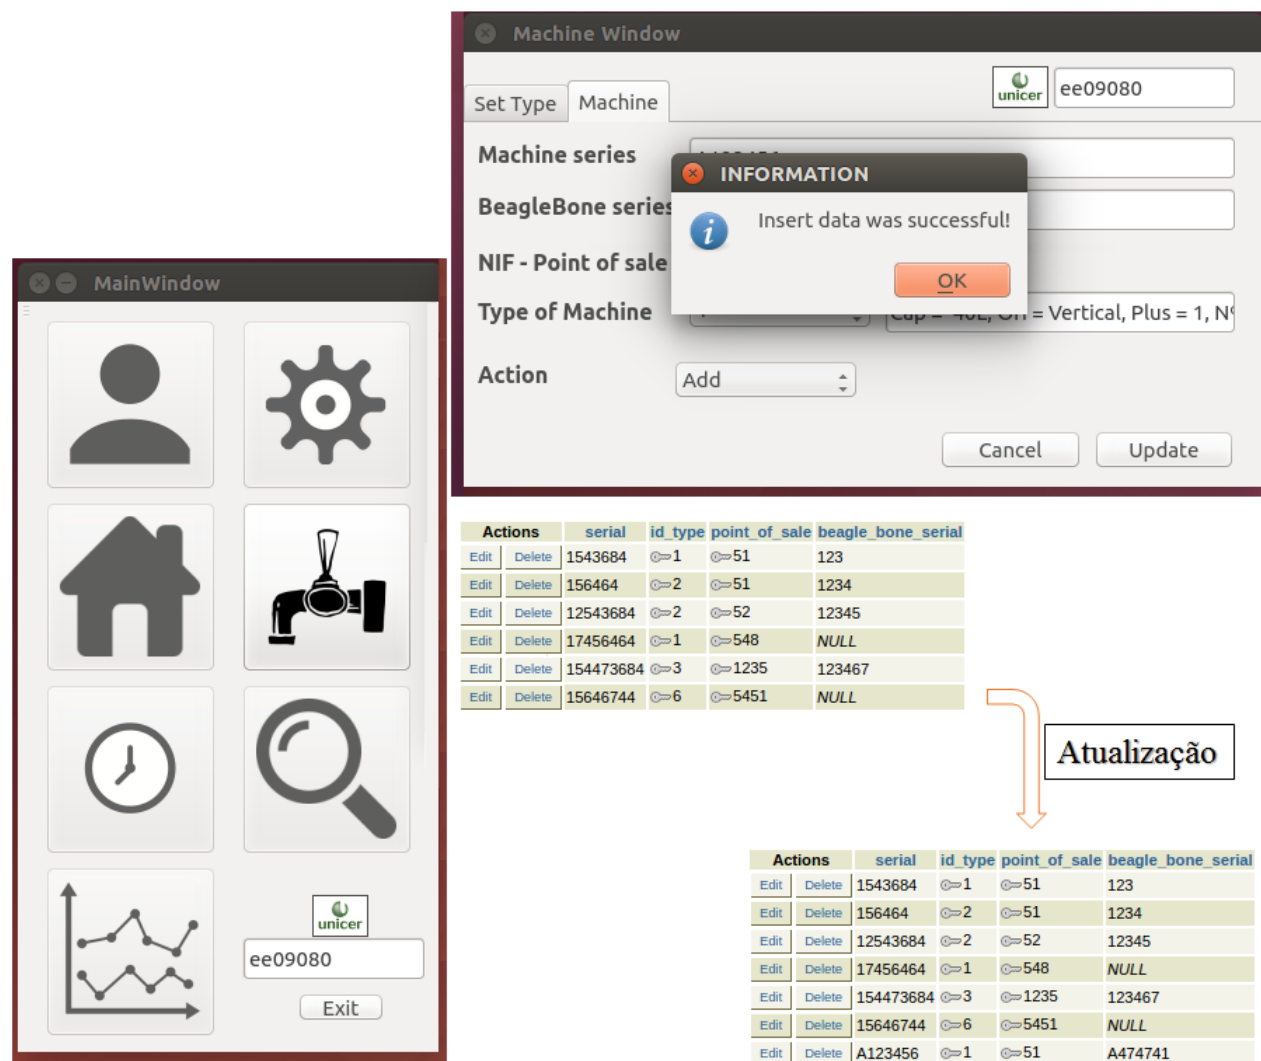 Machine Window
unicer
ee09080
Set Type
Machine
Machine series
INFORMATION
BeagleBone series
Insert data was successful!
NIF - Point of sale
OK
Type of Machine
= Vertical, Plus = 1, Nº
Action
Add
Cancel
Update
MainWindow
unicer
ee09080
Exit
Actions serial id_type point_of_sale beagle_bone_serial
Edit Delete 1543684 1 51 123
Edit Delete 156464 2 51 1234
Edit Delete 12543684 2 52 12345
Edit Delete 17456464 1 548 NULL
Edit Delete 154473684 3 1235 123467
Edit Delete 15646744 6 5451 NULL
Atualização
Actions serial id_type point_of_sale beagle_bone_serial
Edit Delete 1543684 1 51 123
Edit Delete 156464 2 51 1234
Edit Delete 12543684 2 52 12345
Edit Delete 17456464 1 548 NULL
Edit Delete 154473684 3 1235 123467
Edit Delete 15646744 6 5451 NULL
Edit Delete A123456 1 51 A474741